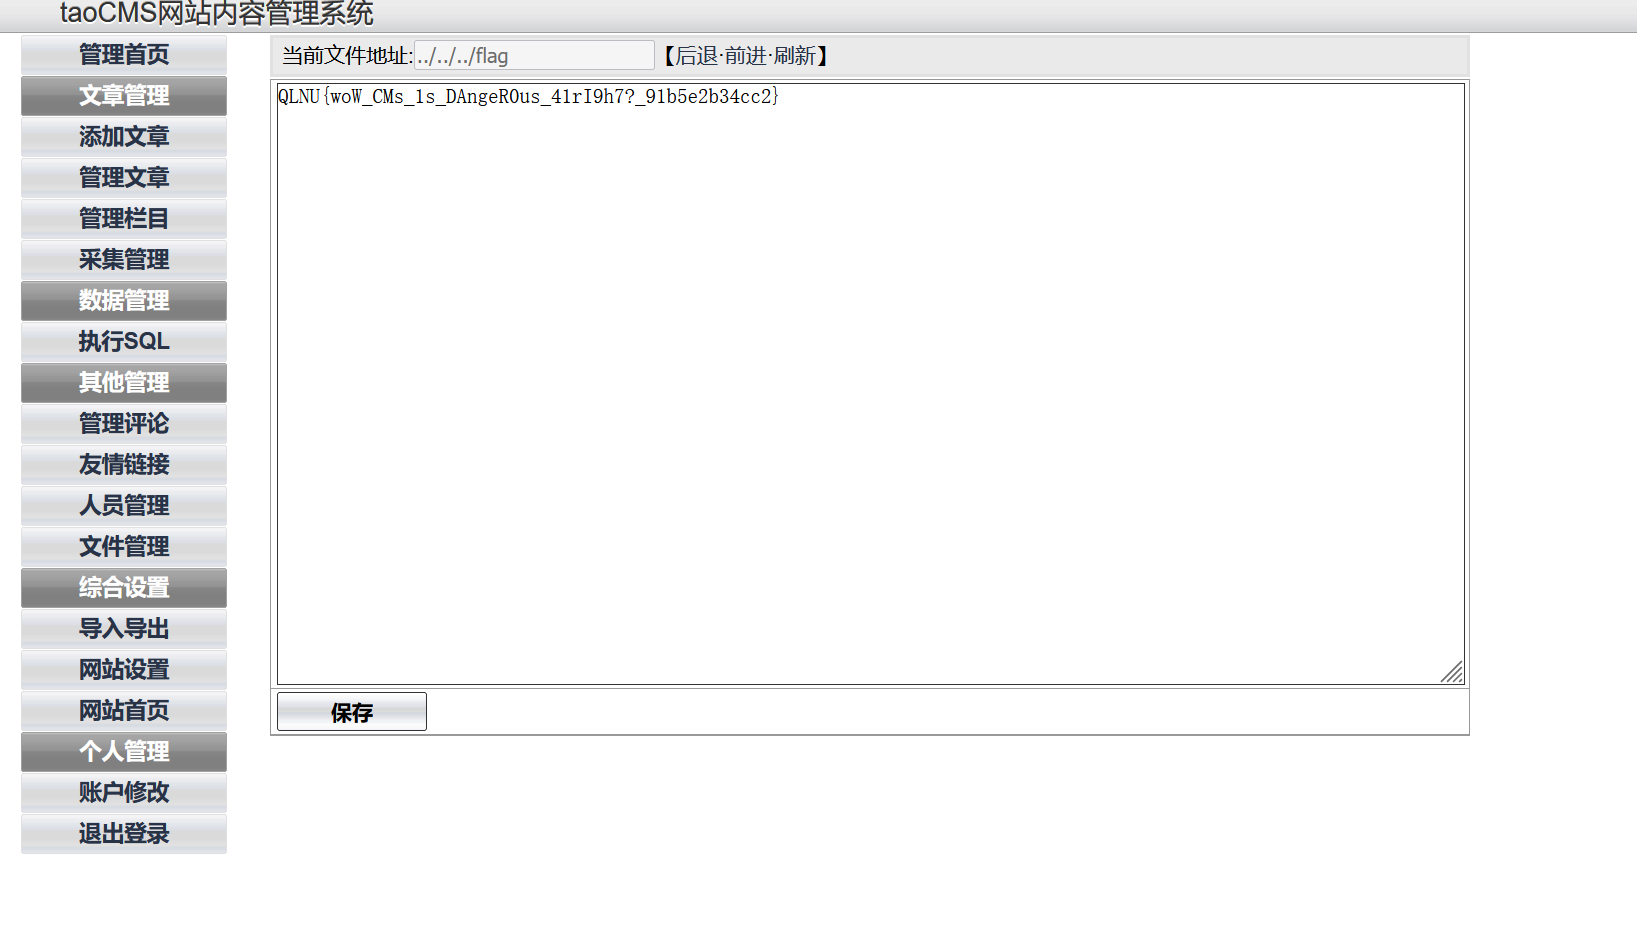 taoCMS网站内容管理系统
管理首页
文章管理
添加文章
管理文章
管理栏目
采集管理
数据管理
执行SQL
其他管理
管理评论
友情链接
人员管理
文件管理
综合设置
导入导出
网站设置
网站首页
个人管理
账户修改
退出登录
当前文件地址:../../../flag 【后退·前进·刷新】
QLNU{woW_CMs_1s_DAngeR0us_41rI9h7?_91b5e2b34cc2}
保存